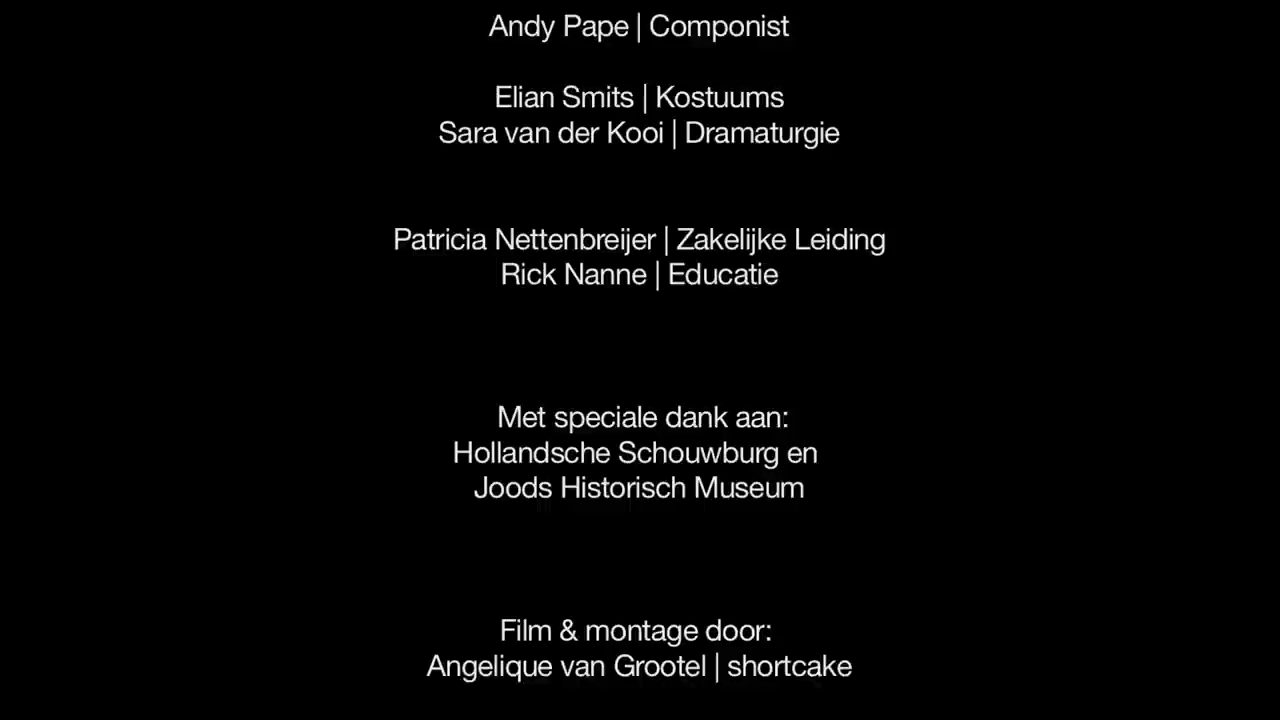 Andy Pape | Componist
Elian Smits | Kostuums
Sara van der Kooi | Dramaturgie
Patricia Nettenbreijer | Zakelijke Leiding
Rick Nanne | Educatie
Met speciale dank aan:
Hollandsche Schouwburg en
Joods Historisch Museum
Film & montage door:
Angelique van Grootel | shortcake